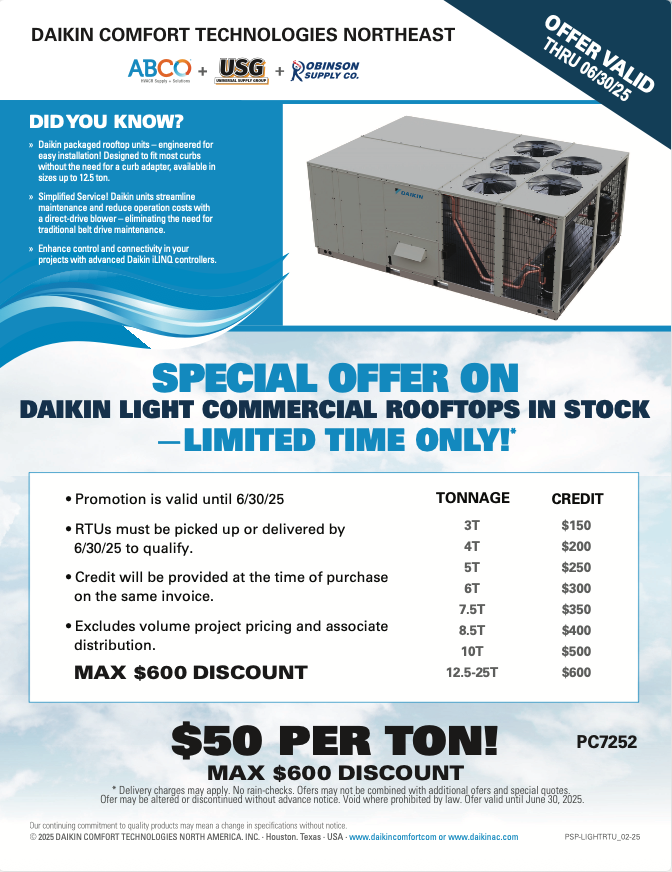 DAIKIN COMFORT TECHNOLOGIES NORTHEAST
OFFER VALID
THRU 06/30/25
ABCO
HVACR Supply + Solutions
+
USG
UNIVERSAL SUPPLY GROUP
+
ROBINSON
SUPPLY CO.
DID YOU KNOW?
» Daikin packaged rooftop units – engineered for
easy installation! Designed to fit most curbs
without the need for a curb adapter, available in
sizes up to 12.5 ton.
» Simplified Service! Daikin units streamline
maintenance and reduce operation costs with
a direct-drive blower – eliminating the need for
traditional belt drive maintenance.
» Enhance control and connectivity in your
projects with advanced Daikin iLINQ controllers.
DAIKIN
SPECIAL OFFER ON
DAIKIN LIGHT COMMERCIAL ROOFTOPS IN STOCK
—LIMITED TIME ONLY!*
• Promotion is valid until 6/30/25
• RTUs must be picked up or delivered by
6/30/25 to qualify.
• Credit will be provided at the time of purchase
on the same invoice.
• Excludes volume project pricing and associate
distribution.
MAX $600 DISCOUNT
TONNAGE CREDIT
3T $150
4T $200
5T $250
6T $300
7.5T $350
8.5T $400
10T $500
12.5-25T $600
$50 PER TON!
PC7252
MAX $600 DISCOUNT
* Delivery charges may apply. No rain-checks. Ofers may not be combined with additional ofers and special quotes.
Ofer may be altered or discontinued without advance notice. Void where prohibited by law. Ofer valid until June 30, 2025.
Our continuing commitment to quality products may mean a change in specifications without notice.
© 2025 DAIKIN COMFORT TECHNOLOGIES NORTH AMERICA. INC. · Houston. Texas · USA · www.daikincomfort.com or www.daikinac.com
PSP-LIGHTRTU_02-25